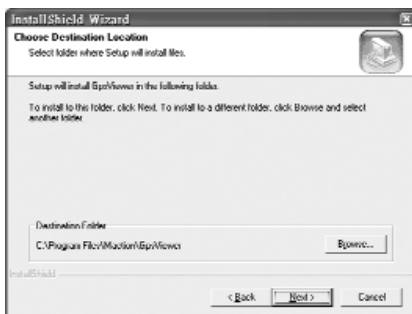 InstallShield Wizard
Choose Destination Location
Select folder where Setup will install files.
Setup will install GpsViewer in the following folder.
To install to this folder, click Next. To install to a different folder, click Browse and select
another folder.
Destination Folder
C:\Program Files\Maction\GpsViewer
Browse...
InstallShield
< Back
Next >
Cancel